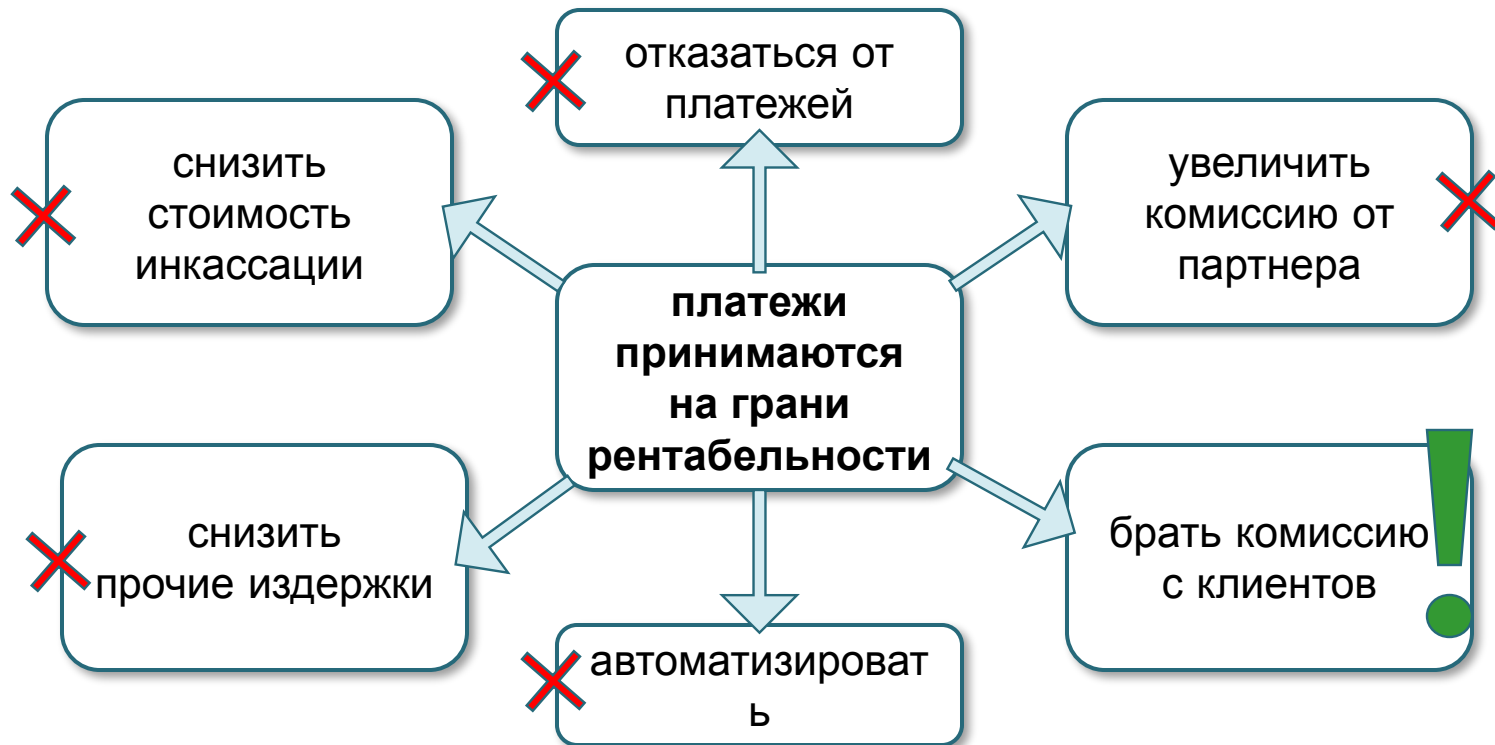 отказаться от
платежей
снизить
стоимость
инкассации
увеличить
комиссию от
партнера
платежи
принимаются
на грани
рентабельности
снизить
прочие издержки
брать комиссию
с клиентов
автоматизироват
ь